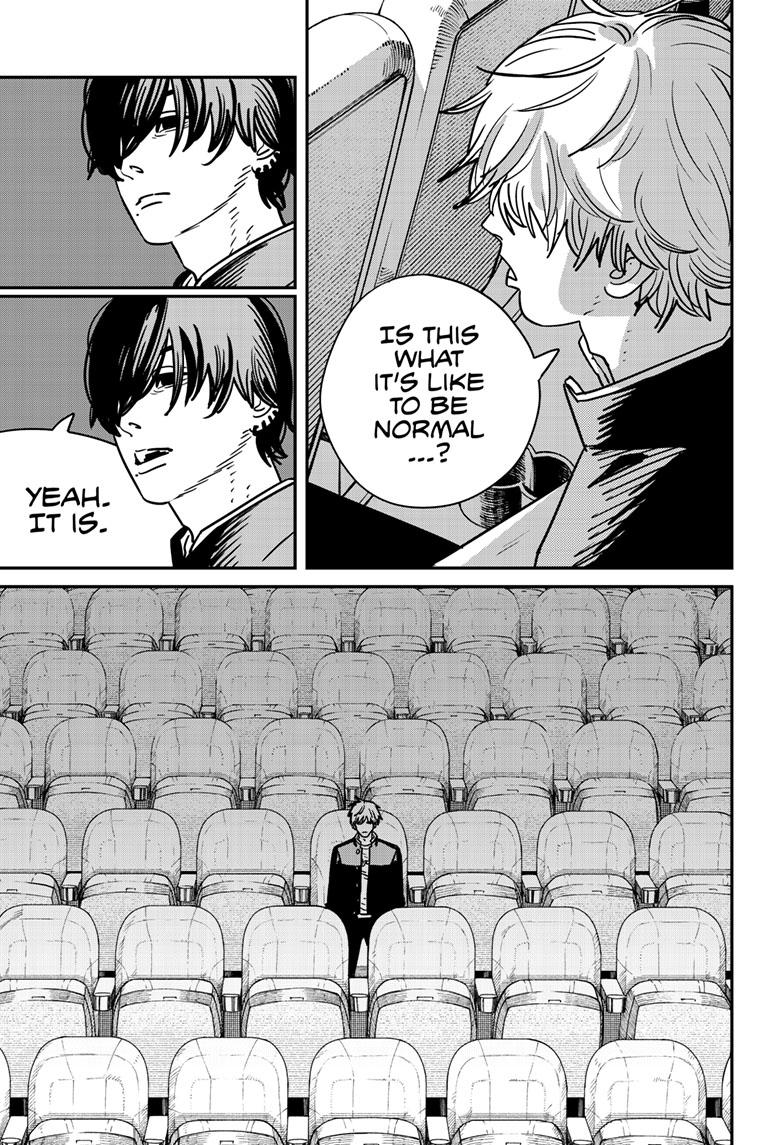 IS THIS
WHAT
IT'S LIKE
TO BE
NORMAL
...?
YEAH.
IT IS.